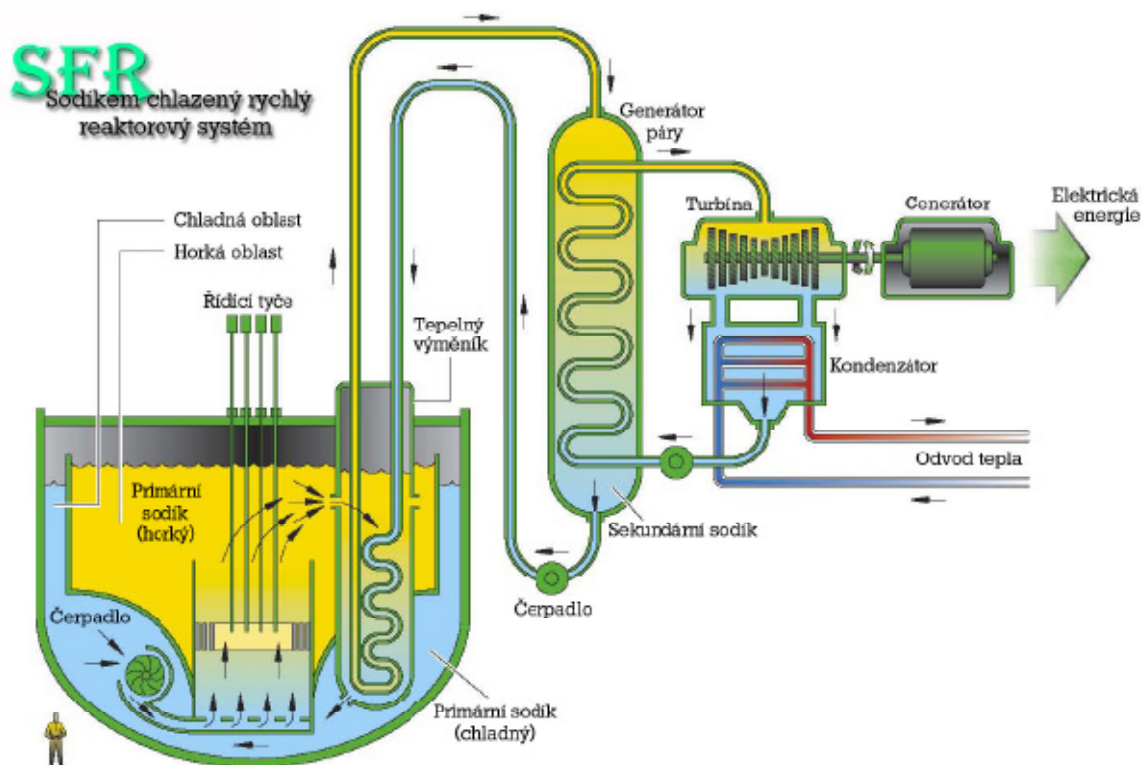 SFR
Sodíkem chlazený rychlý
reaktorový systém
Chladná oblast
Horká oblast
Řídící tyče
Tepelný
výměník
Generátor
páry
Turbína
Generátor
Elektrická
energie
Kondenzátor
Odvod tepla
Sekundární sodík
Čerpadlo
Primární
sodík
(horký)
Čerpadlo
Primární sodík
(chladný)